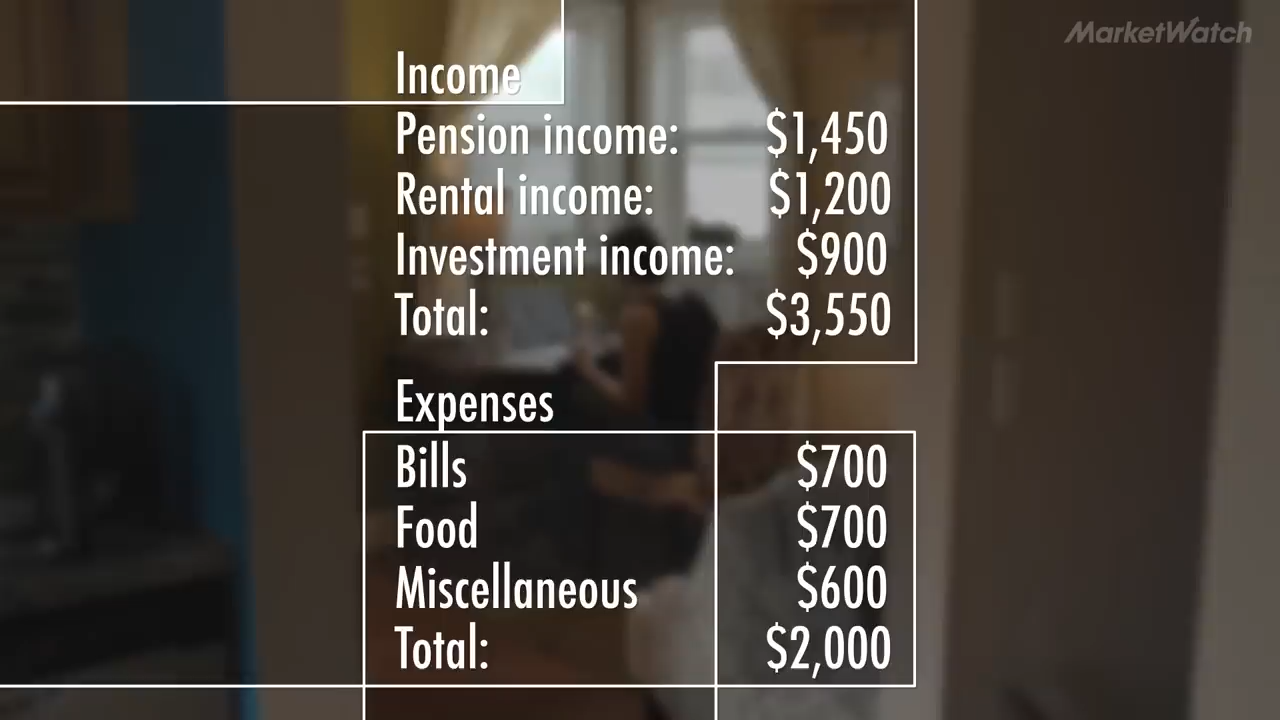 MarketWatch
Income
Pension income: $1,450
Rental income: $1,200
Investment income: $900
Total: $3,550
Expenses
Bills $700
Food $700
Miscellaneous $600
Total: $2,000